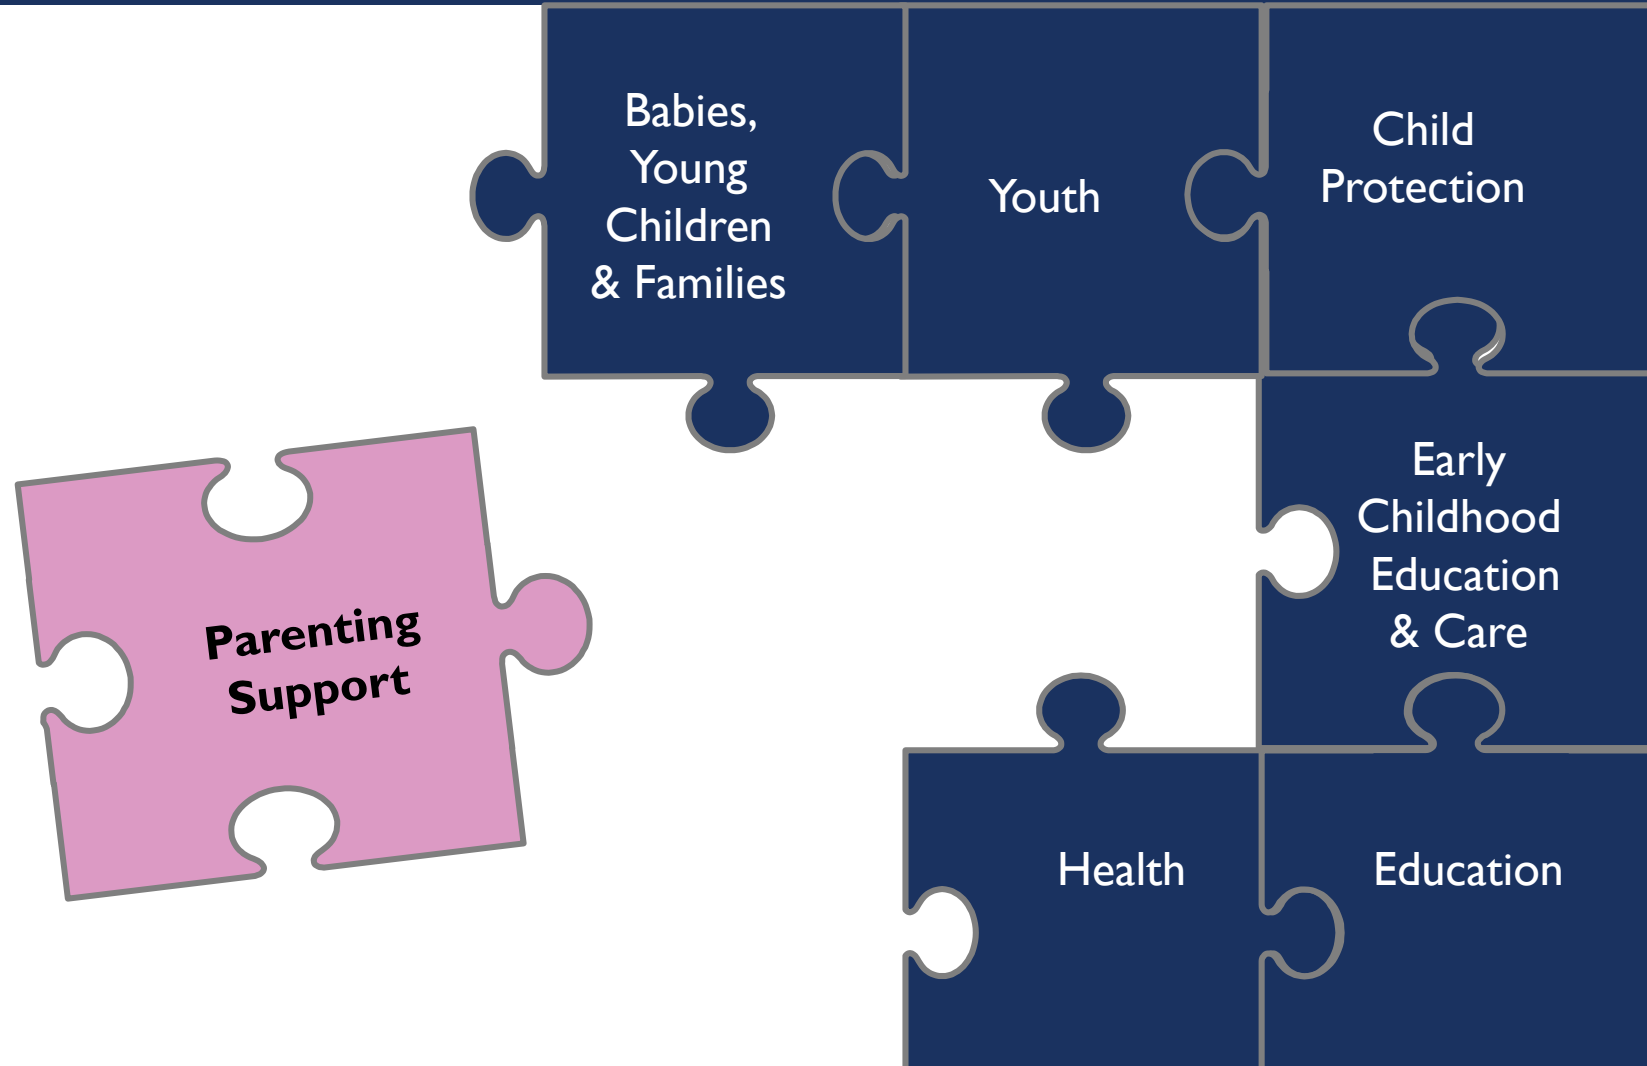 Babies,
Young
Children
& Families
Youth
Child
Protection
Early
Childhood
Education
& Care
Parenting
Support
Health
Education